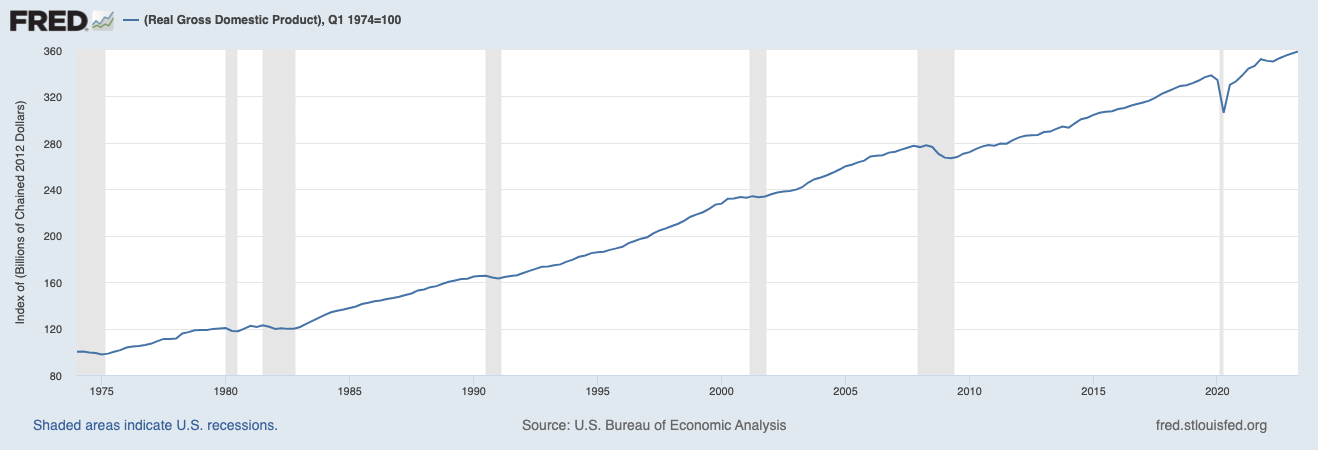 FRED
(Real Gross Domestic Product), Q1 1974=100
Index of (Billions of Chained 2012 Dollars)
360
320
280
240
200
160
120
80
1975 1980 1985 1990 1995 2000 2005 2010 2015 2020
Shaded areas indicate U.S. recessions. Source: U.S. Bureau of Economic Analysis fred.stlouisfed.org